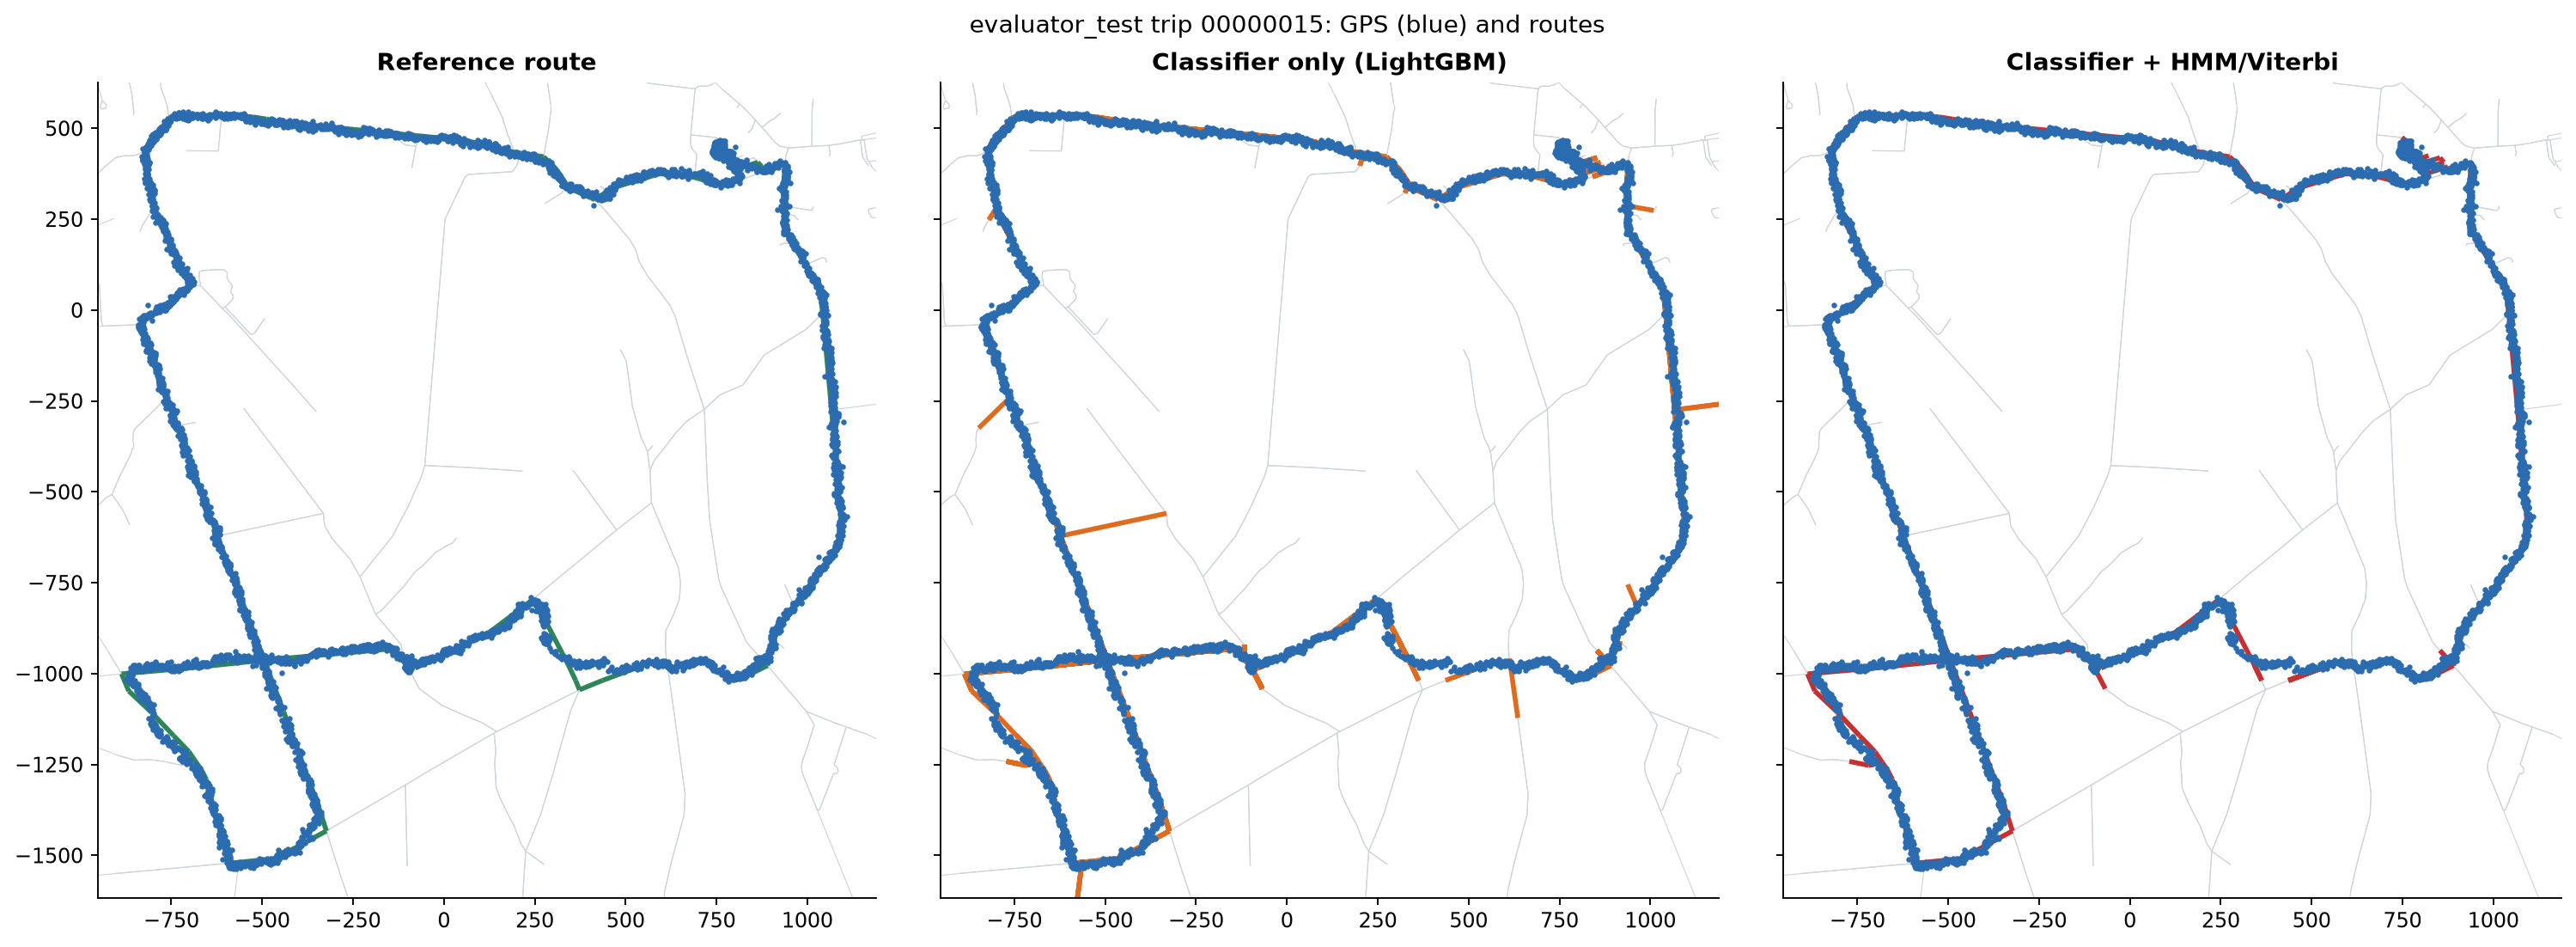 evaluator_test trip 00000015: GPS (blue) and routes
Reference route
Classifier only (LightGBM)
Classifier + HMM/Viterbi
500
250
0
−250
−500
−750
−1000
−1250
−1500
−750 −500 −250 0 250 500 750 1000
−750 −500 −250 0 250 500 750 1000
−750 −500 −250 0 250 500 750 1000